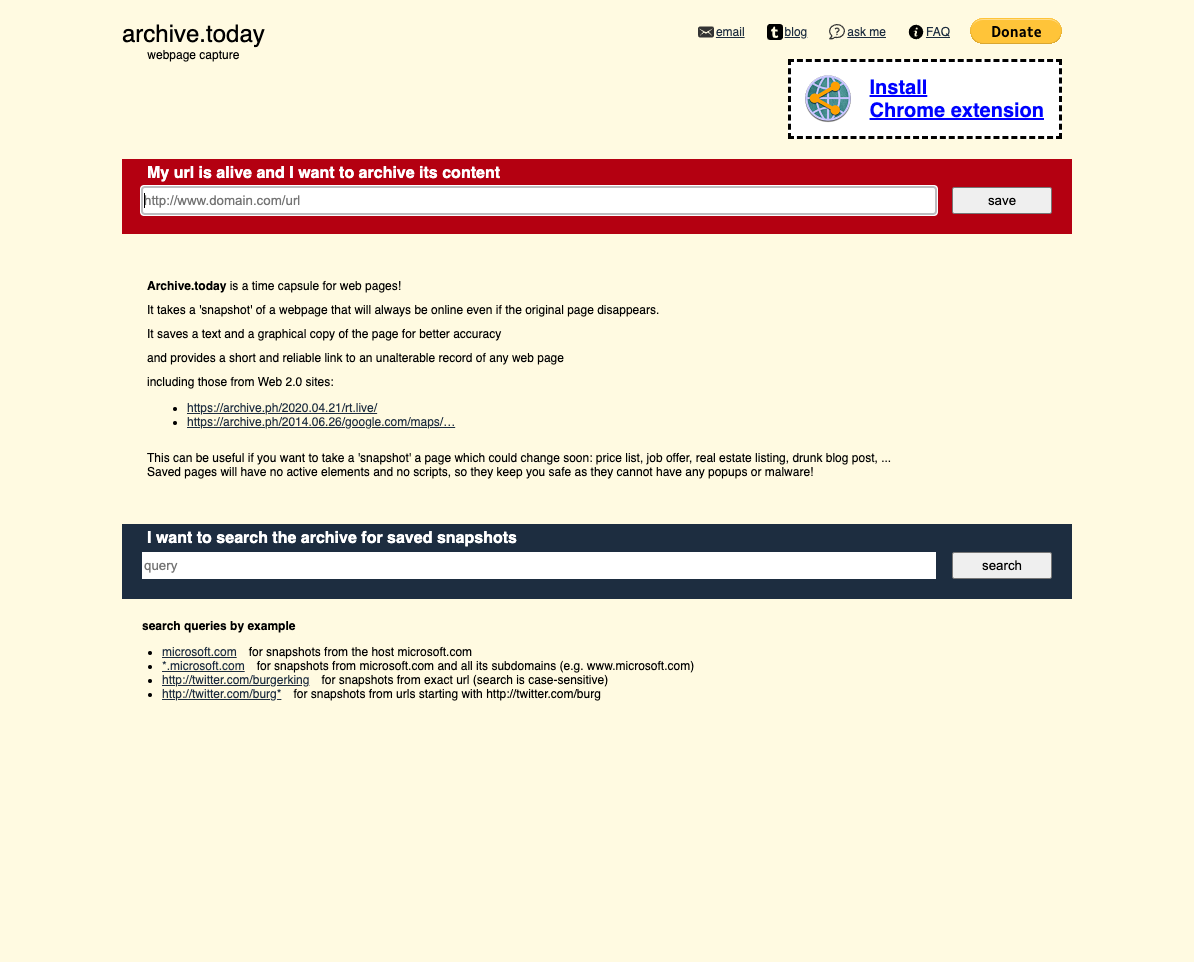 archive.today
webpage capture
email
blog
ask me
FAQ
Donate
Install
Chrome extension
My url is alive and I want to archive its content
http://www.domain.com/url
save
Archive.today is a time capsule for web pages!
It takes a 'snapshot' of a webpage that will always be online even if the original page disappears.
It saves a text and a graphical copy of the page for better accuracy
and provides a short and reliable link to an unalterable record of any web page
including those from Web 2.0 sites:
https://archive.ph/2020.04.21/rt.live/
https://archive.ph/2014.06.26/google.com/maps/…
This can be useful if you want to take a 'snapshot' a page which could change soon: price list, job offer, real estate listing, drunk blog post, ...
Saved pages will have no active elements and no scripts, so they keep you safe as they cannot have any popups or malware!
I want to search the archive for saved snapshots
query
search
search queries by example
microsoft.com for snapshots from the host microsoft.com
*.microsoft.com for snapshots from microsoft.com and all its subdomains (e.g. www.microsoft.com)
http://twitter.com/burgerking for snapshots from exact url (search is case-sensitive)
http://twitter.com/burg* for snapshots from urls starting with http://twitter.com/burg